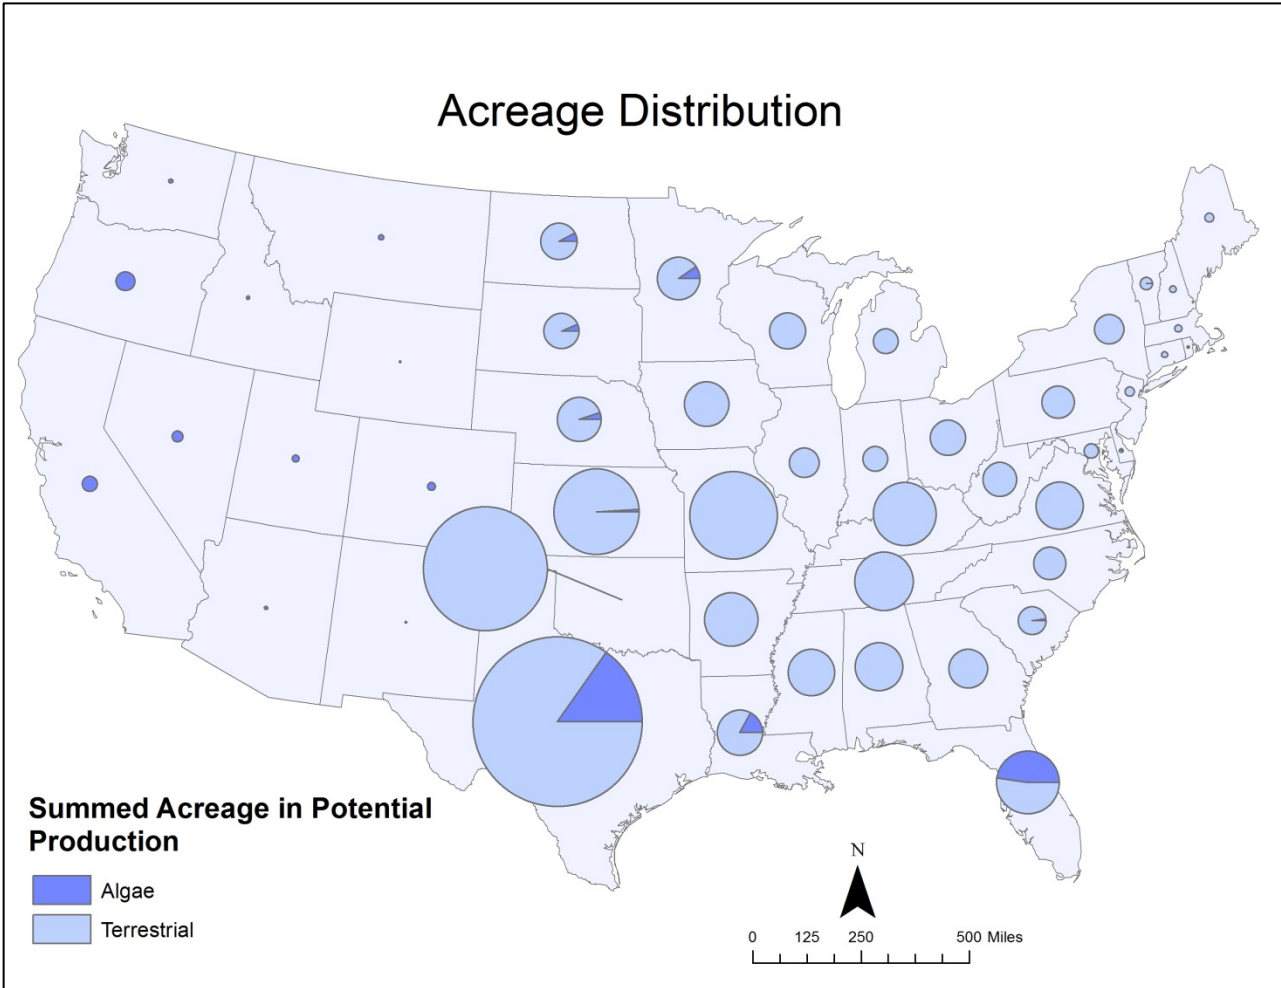 Acreage Distribution
Summed Acreage in Potential
Production
Algae
Terrestrial
N
0 125 250 500 Miles